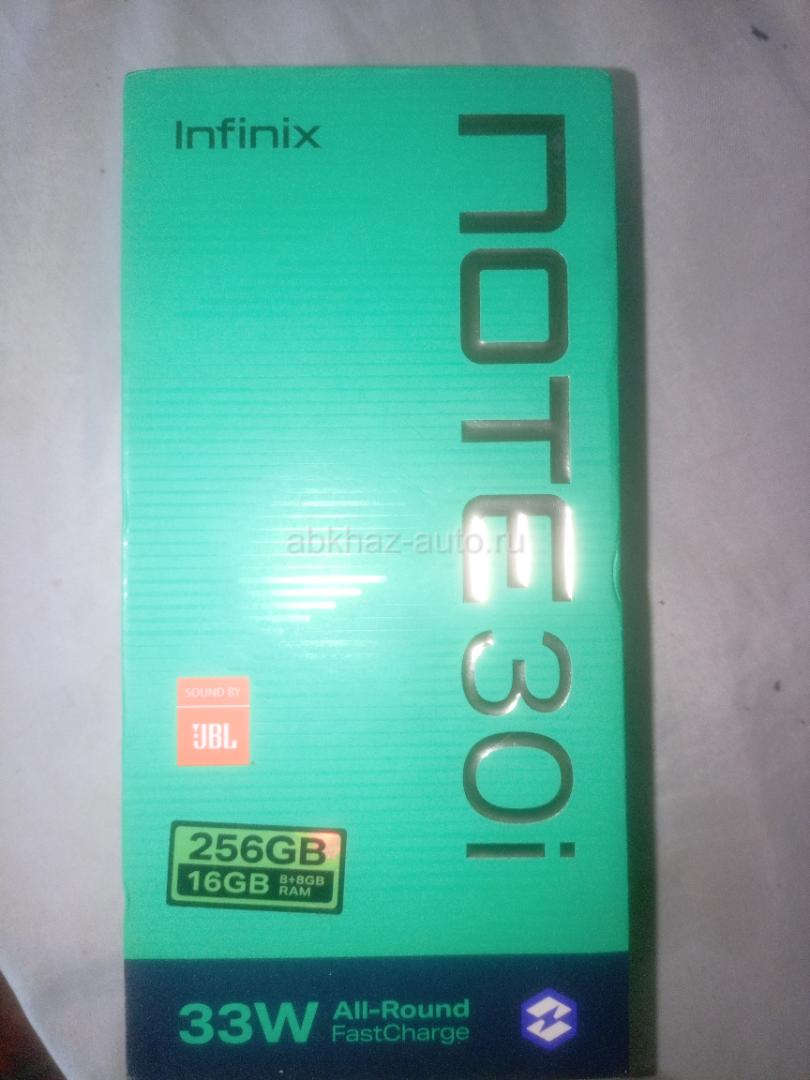 Infinix
NOTE 30i
abkhaz-auto.ru
SOUND BY
JBL
256GB
16GB 8+8GB RAM
33W All-Round
FastCharge